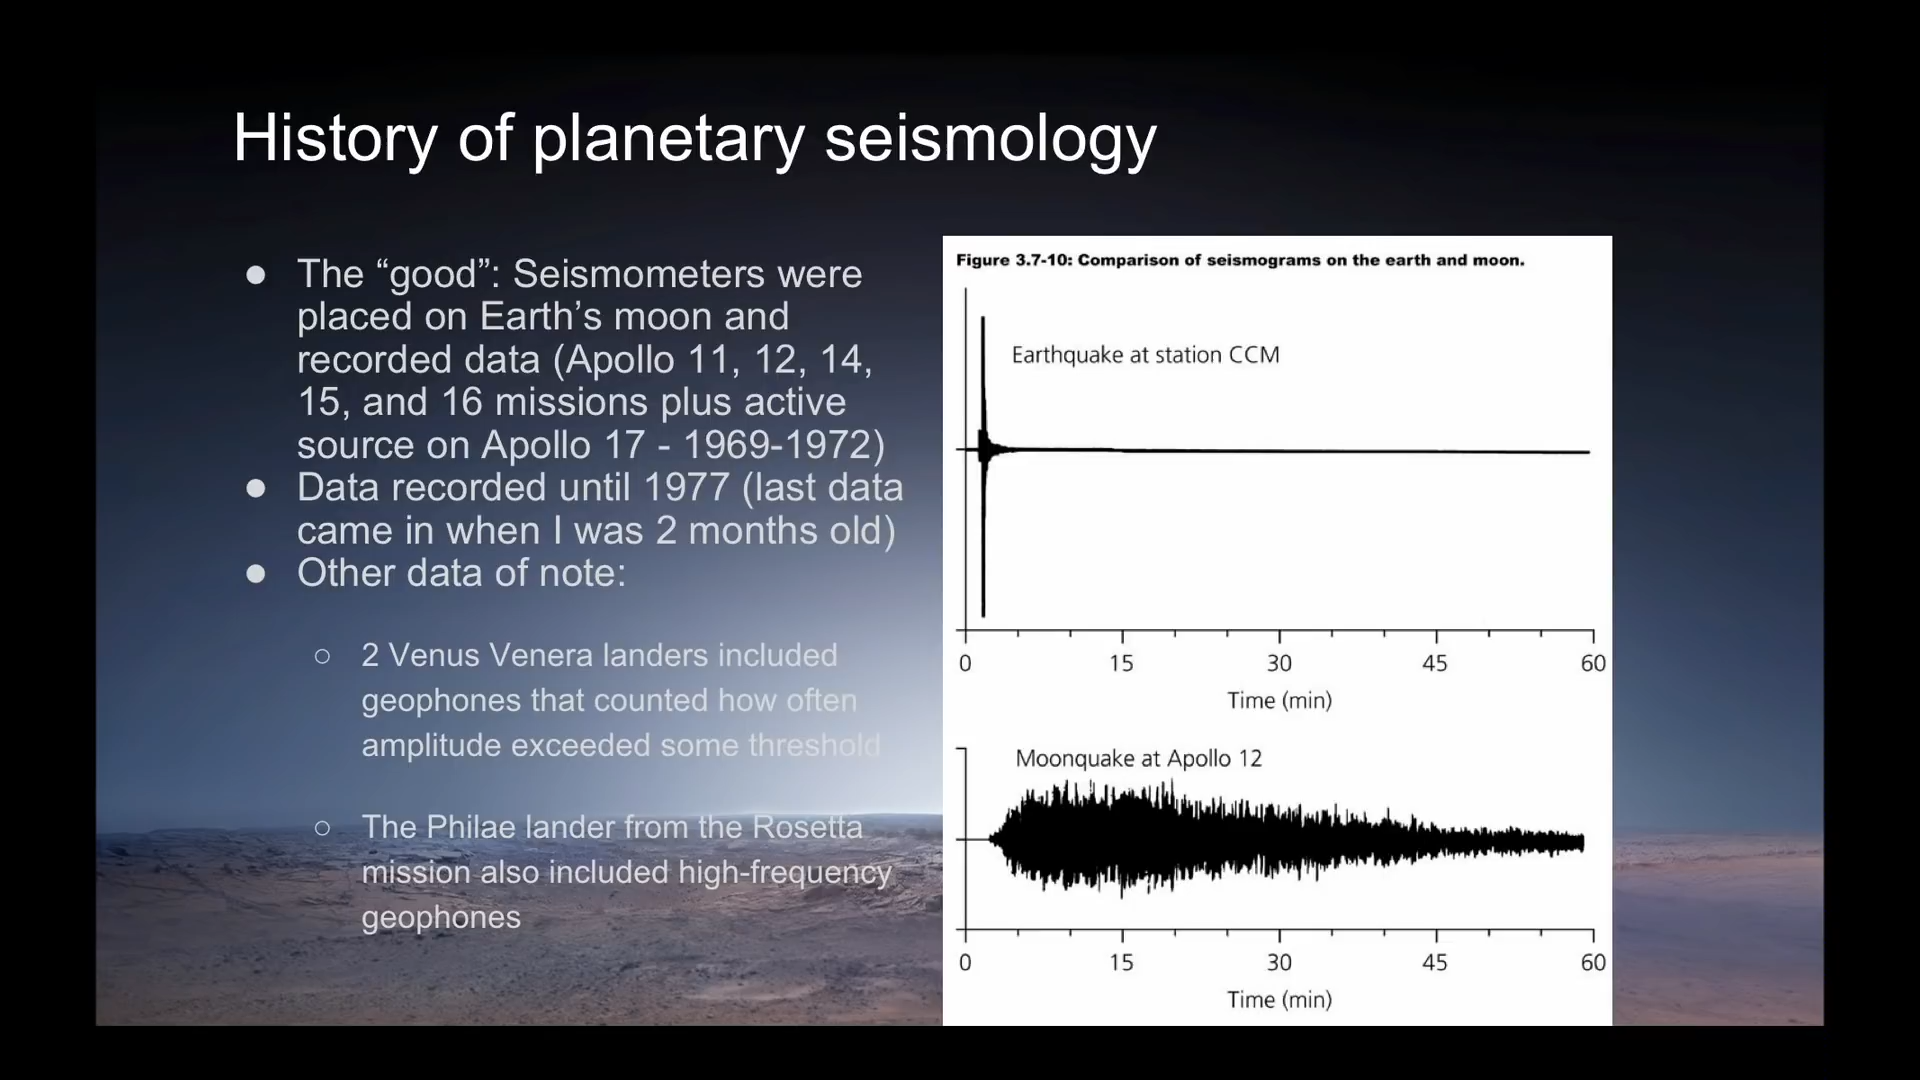 History of planetary seismology
● The “good”: Seismometers were
placed on Earth’s moon and
recorded data (Apollo 11, 12, 14,
15, and 16 missions plus active
source on Apollo 17 - 1969-1972)
● Data recorded until 1977 (last data
came in when I was 2 months old)
● Other data of note:
○ 2 Venus Venera landers included
geophones that counted how often
amplitude exceeded some threshold
○ The Philae lander from the Rosetta
mission also included high-frequency
geophones
Figure 3.7-10: Comparison of seismograms on the earth and moon.
Earthquake at station CCM
0 15 30 45 60
Time (min)
Moonquake at Apollo 12
0 15 30 45 60
Time (min)